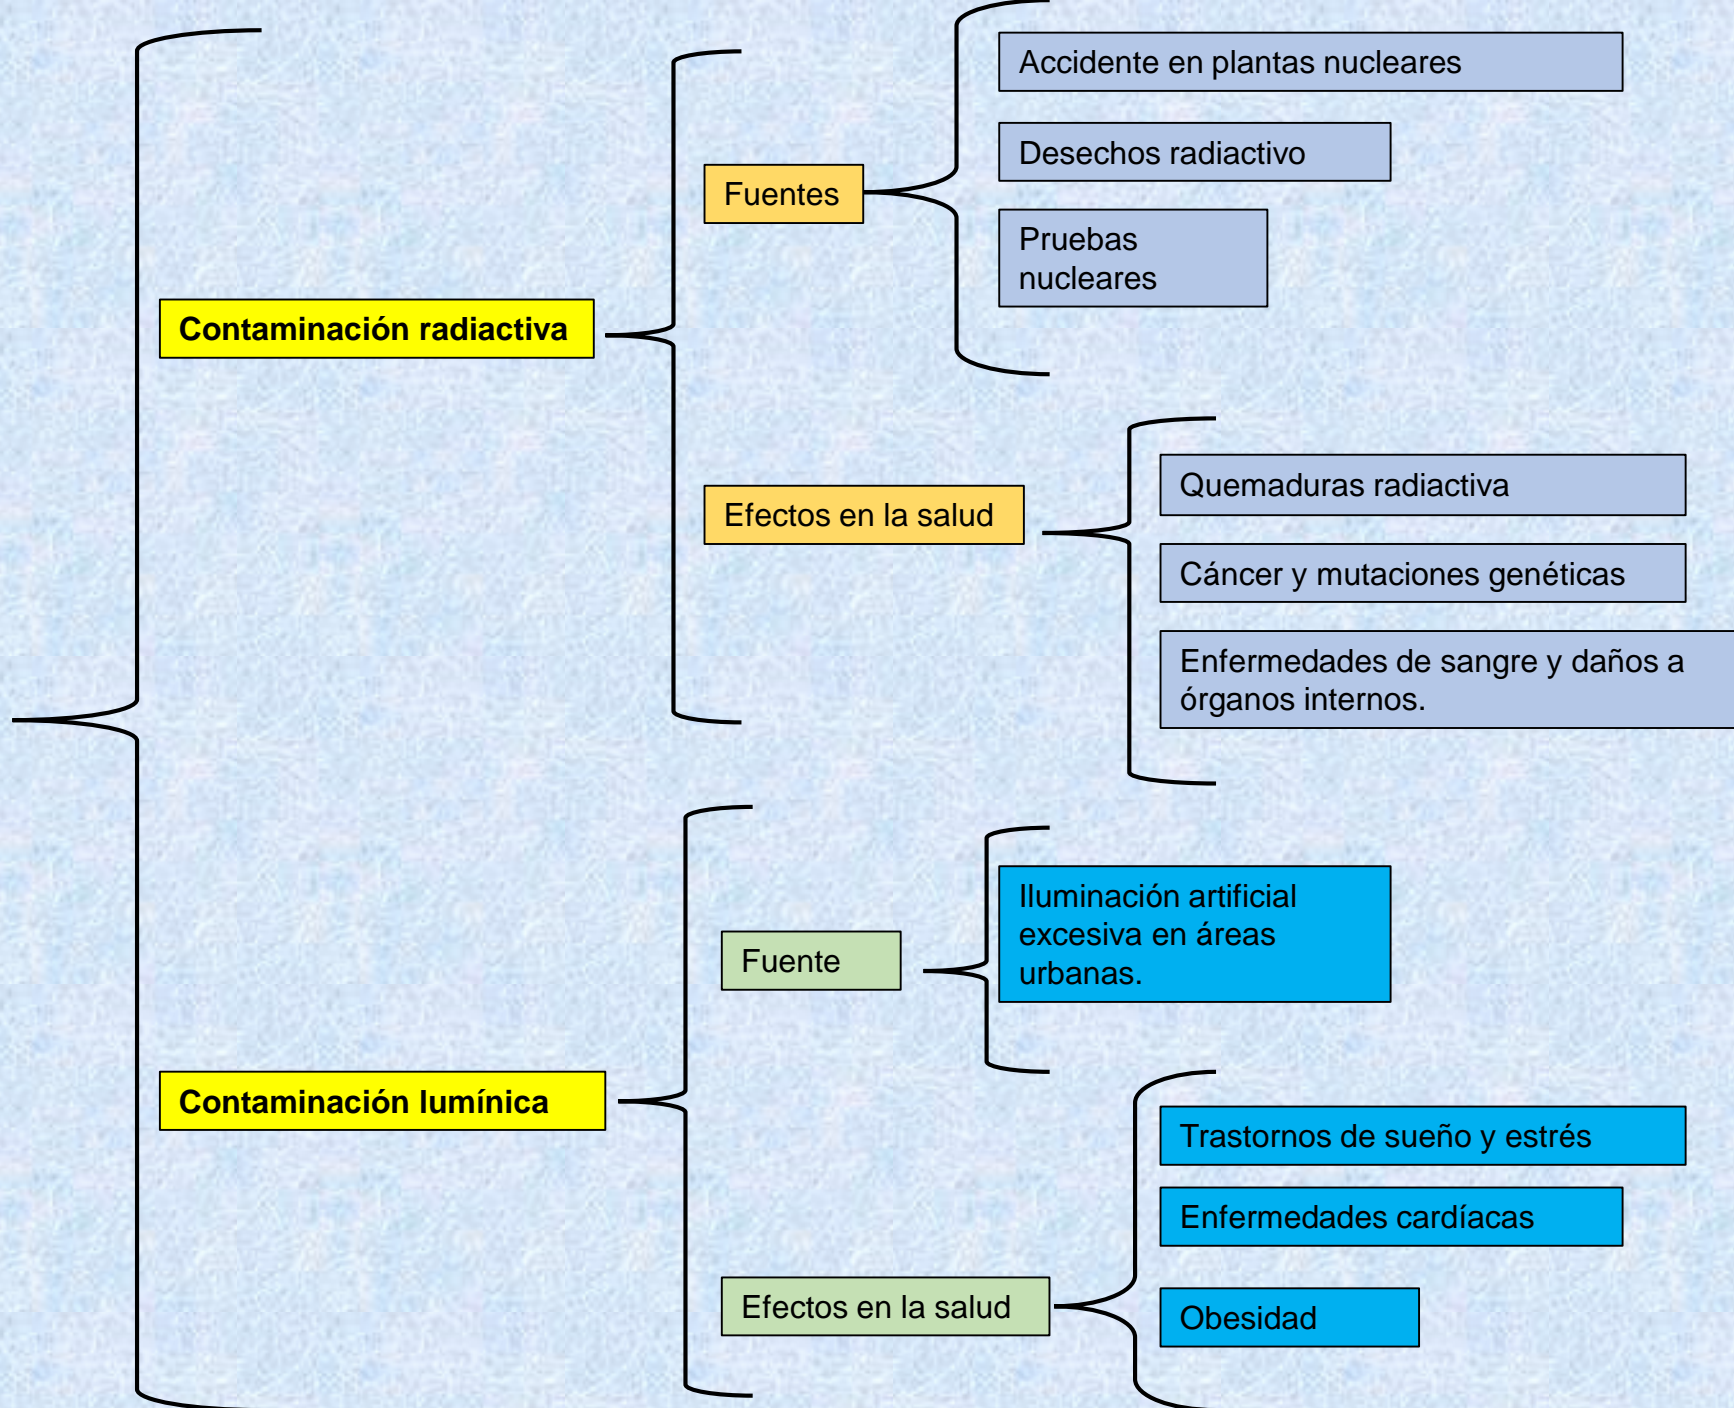 Contaminación radiactiva
Fuentes
Accidente en plantas nucleares
Desechos radiactivo
Pruebas
nucleares
Efectos en la salud
Quemaduras radiactiva
Cáncer y mutaciones genéticas
Enfermedades de sangre y daños a
órganos internos.
Contaminación lumínica
Fuente
Iluminación artificial
excesiva en áreas
urbanas.
Efectos en la salud
Trastornos de sueño y estrés
Enfermedades cardíacas
Obesidad